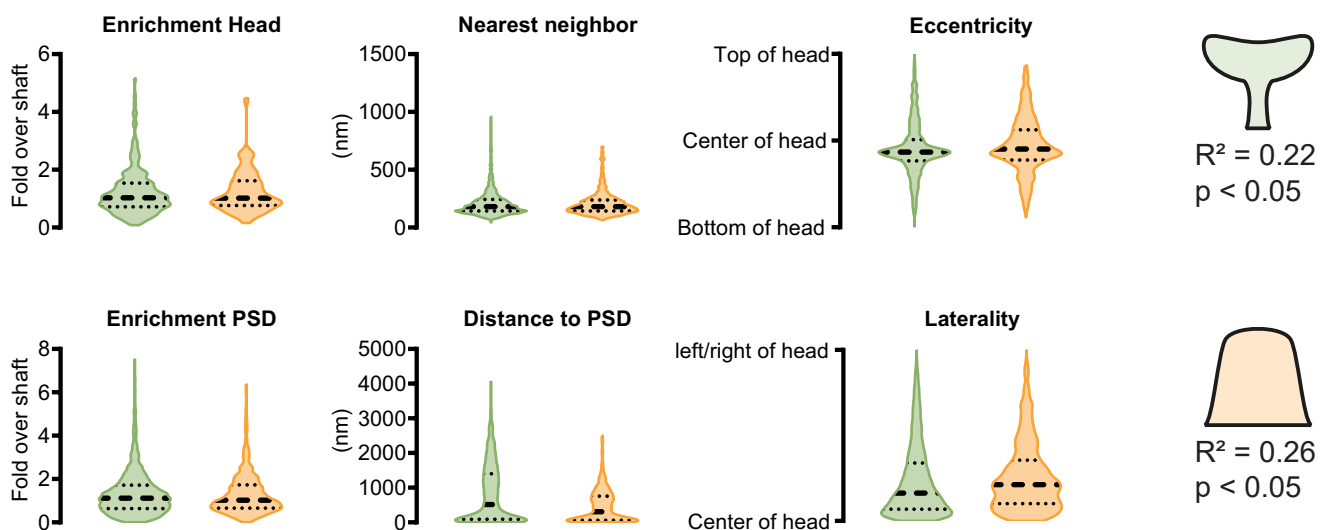 Enrichment Head
Fold over shaft
6
4
2
0
Nearest neighbor
(nm)
1500
1000
500
0
Eccentricity
Top of head
Center of head
Bottom of head
R² = 0.22
p < 0.05
Enrichment PSD
Fold over shaft
8
6
4
2
0
Distance to PSD
(nm)
5000
4000
3000
2000
1000
0
Laterality
left/right of head
Center of head
R² = 0.26
p < 0.05